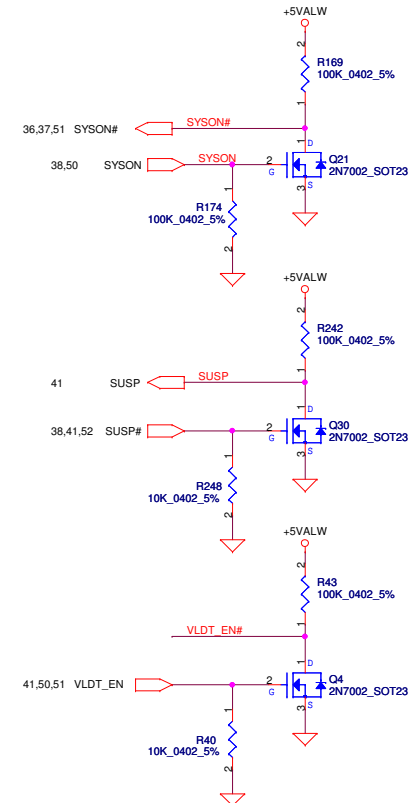 +5VALW
2
R169
100K_0402_5%
1
36,37,51 SYSON# SYSON#
1 D
38,50 SYSON SYSON 2 G
Q21
2N7002_SOT23
3 S
1
R174
100K_0402_5%
2
+5VALW
2
R242
100K_0402_5%
1
41 SUSP SUSP
1 D
38,41,52 SUSP# 2 G
Q30
2N7002_SOT23
3 S
1
R248
10K_0402_5%
2
+5VALW
2
R43
100K_0402_5%
1
VLDT_EN#
1 D
41,50,51 VLDT_EN 2 G
Q4
2N7002_SOT23
3 S
1
R40
10K_0402_5%
2